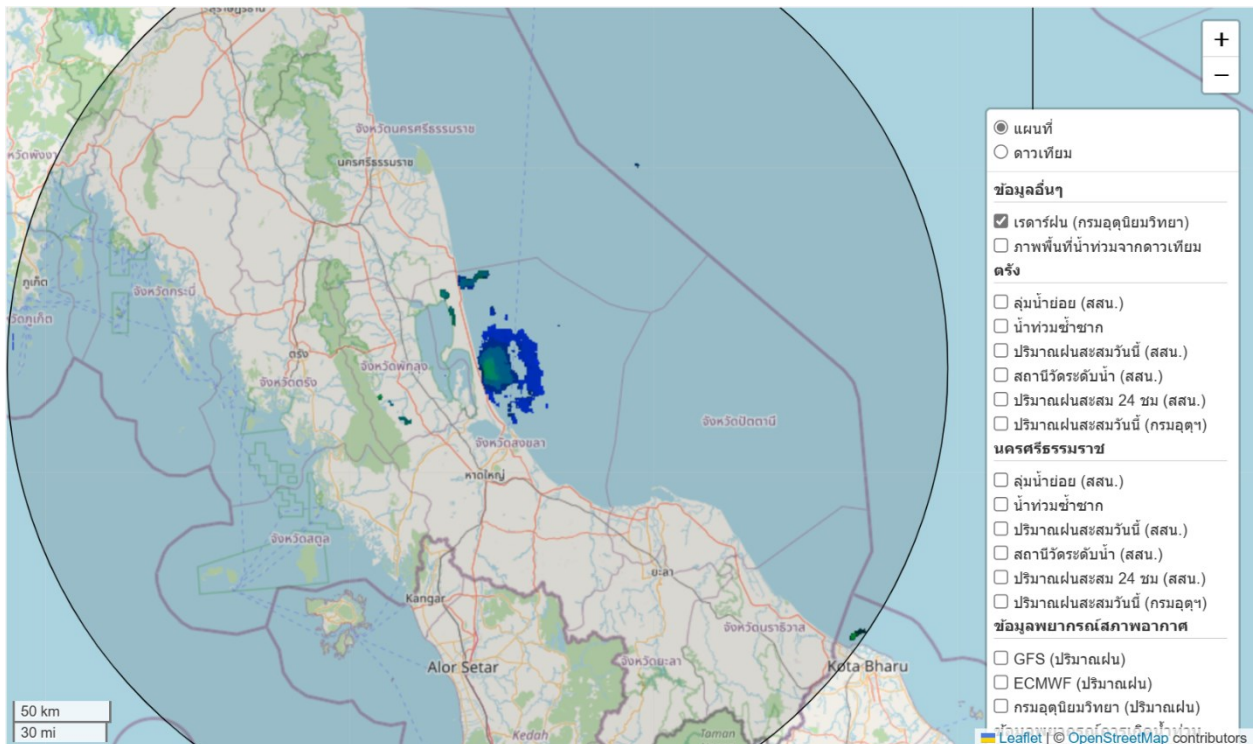 สุราษฎร์ธานี
จังหวัดนครศรีธรรมราช
นครศรีธรรมราช
หวัดพังงา
ภูเก็ต
วัดภูเก็ต
จังหวัดกระบี่
ตรัง
จังหวัดตรัง
จังหวัดพัทลุง
จังหวัดสงขลา
หาดใหญ่
จังหวัดปัตตานี
จังหวัดสตูล
ยะลา
Kangar
จังหวัดนราธิวาส
จังหวัดยะลา
Alor Setar
Kota Bharu
Kedah
Taman
50 km
30 mi
+
−
แผนที่
ดาวเทียม
ข้อมูลอื่นๆ
เรดาร์ฝน (กรมอุตุนิยมวิทยา)
ภาพพื้นที่น้ำท่วมจากดาวเทียม
ตรัง
ลุ่มน้ำย่อย (สสน.)
น้ำท่วมซ้ำซาก
ปริมาณฝนสะสมวันนี้ (สสน.)
สถานีวัดระดับน้ำ (สสน.)
ปริมาณฝนสะสม 24 ชม (สสน.)
ปริมาณฝนสะสมวันนี้ (กรมอุตุฯ)
นครศรีธรรมราช
ลุ่มน้ำย่อย (สสน.)
น้ำท่วมซ้ำซาก
ปริมาณฝนสะสมวันนี้ (สสน.)
สถานีวัดระดับน้ำ (สสน.)
ปริมาณฝนสะสม 24 ชม (สสน.)
ปริมาณฝนสะสมวันนี้ (กรมอุตุฯ)
ข้อมูลพยากรณ์สภาพอากาศ
GFS (ปริมาณฝน)
ECMWF (ปริมาณฝน)
กรมอุตุนิยมวิทยา (ปริมาณฝน)
Leaflet | © OpenStreetMap contributors